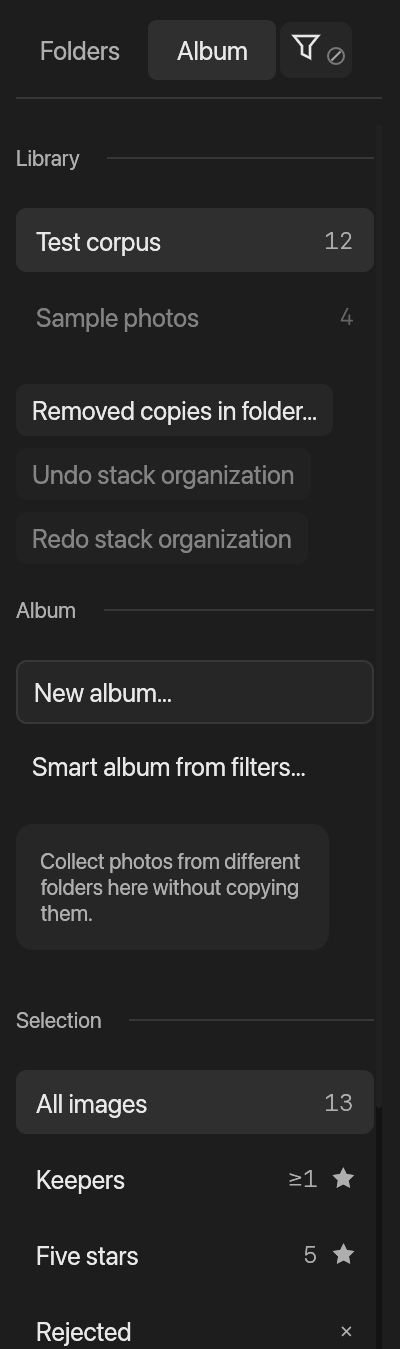 Folders
Album
Library
Test corpus 12
Sample photos 4
Removed copies in folder...
Undo stack organization
Redo stack organization
Album
New album...
Smart album from filters...
Collect photos from different
folders here without copying
them.
Selection
All images 13
Keepers ≥1 ★
Five stars 5 ★
Rejected ×